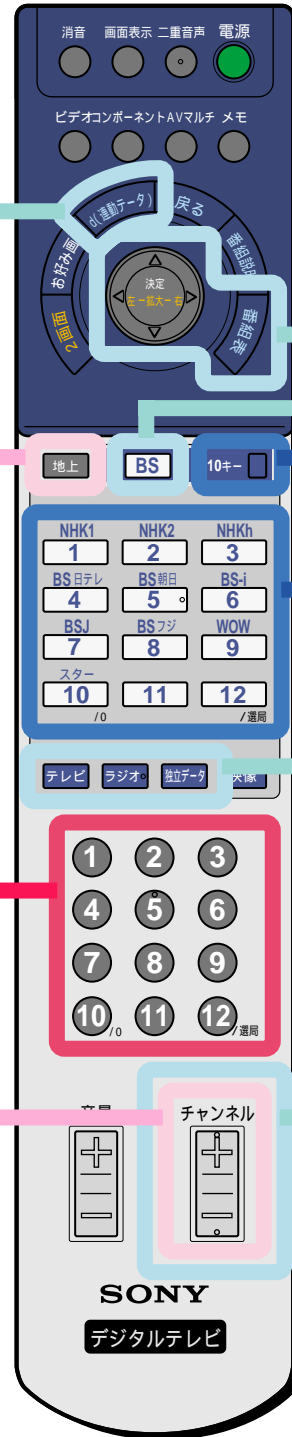 消音 画面表示 二重音声 電源
ビデオ コンポーネント AVマルチ メモ
お好み画 d(連動データ) 戻る 番組説明
2画面 番組表
決定
左－拡大－右
地上 BS 10キー
NHK1 NHK2 NHKh
1 2 3
BS日テレ BS朝日 BS-i
4 5 6
BSJ BSフジ WOW
7 8 9
スター
10 11 12
/0 /選局
テレビ ラジオ 独立データ 映像
1 2 3
4 5 6
7 8 9
10 /0 11 12 /選局
音量 チャンネル
SONY
デジタルテレビ